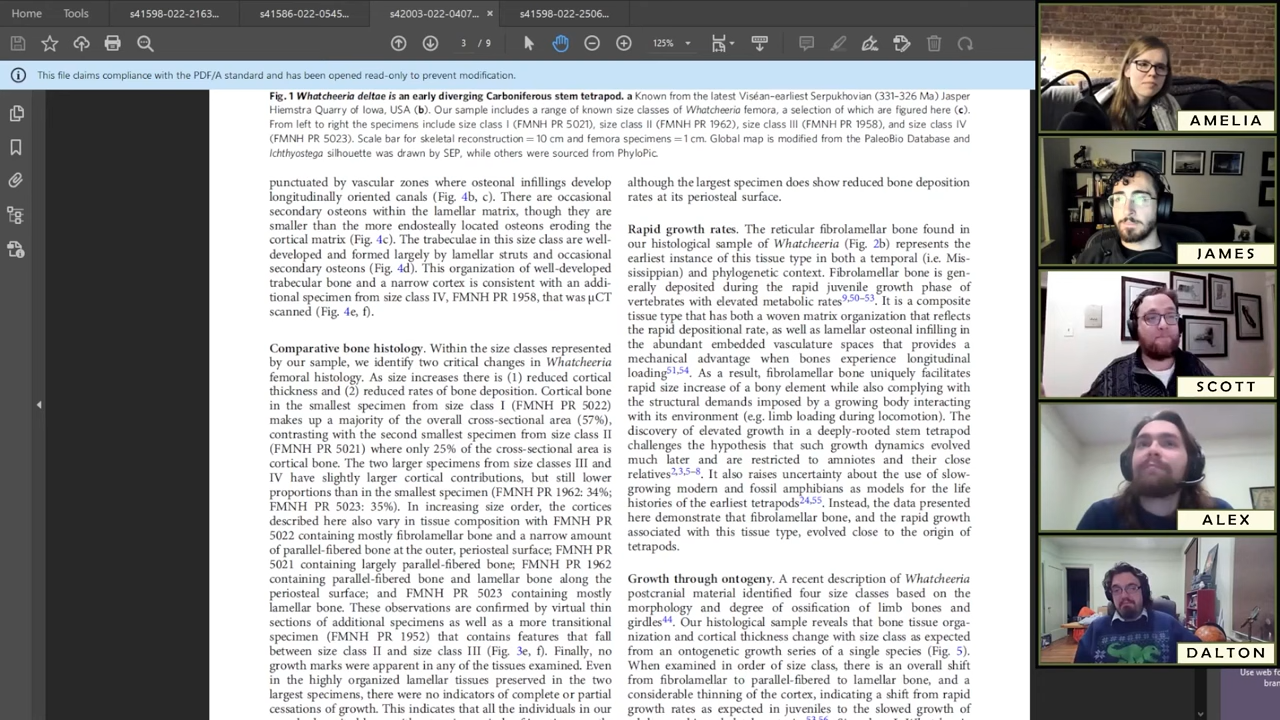 Home Tools s41598-022-2163... s41586-022-0545... s42003-022-0407... × s41598-022-2506...
3 / 9 125%
This file claims compliance with the PDF/A standard and has been opened read-only to prevent modification.
Fig. 1 Whatcheeria deltae is an early diverging Carboniferous stem tetrapod. a Known from the latest Viséan–earliest Serpukhovian (331–326 Ma) Jasper
Hiemstra Quarry of Iowa, USA (b). Our sample includes a range of known size classes of Whatcheeria femora, a selection of which are figured here (c).
From left to right the specimens include size class I (FMNH PR 5021), size class II (FMNH PR 1962), size class III (FMNH PR 1958), and size class IV
(FMNH PR 5023). Scale bar for skeletal reconstruction = 10 cm and femora specimens = 1 cm. Global map is modified from the PaleoBio Database and
Ichthyostega silhouette was drawn by SEP, while others were sourced from PhyloPic.
punctuated by vascular zones where osteonal infillings develop
longitudinally oriented canals (Fig. 4b, c). There are occasional
secondary osteons within the lamellar matrix, though they are
smaller than the more endosteally located osteons eroding the
cortical matrix (Fig. 4c). The trabeculae in this size class are well-
developed and formed largely by lamellar struts and occasional
secondary osteons (Fig. 4d). This organization of well-developed
trabecular bone and a narrow cortex is consistent with an addi-
tional specimen from size class IV, FMNH PR 1958, that was μCT
scanned (Fig. 4e, f).
Comparative bone histology. Within the size classes represented
by our sample, we identify two critical changes in Whatcheeria
femoral histology. As size increases there is (1) reduced cortical
thickness and (2) reduced rates of bone deposition. Cortical bone
in the smallest specimen from size class I (FMNH PR 5022)
makes up a majority of the overall cross-sectional area (57%),
contrasting with the second smallest specimen from size class II
(FMNH PR 5021) where only 25% of the cross-sectional area is
cortical bone. The two larger specimens from size classes III and
IV have slightly larger cortical contributions, but still lower
proportions than in the smallest specimen (FMNH PR 1962: 34%;
FMNH PR 5023: 35%). In increasing size order, the cortices
described here also vary in tissue composition with FMNH PR
5022 containing mostly fibrolamellar bone and a narrow amount
of parallel-fibered bone at the outer, periosteal surface; FMNH PR
5021 containing largely parallel-fibered bone; FMNH PR 1962
containing parallel-fibered bone and lamellar bone along the
periosteal surface; and FMNH PR 5023 containing mostly
lamellar bone. These observations are confirmed by virtual thin
sections of additional specimens as well as a more transitional
specimen (FMNH PR 1952) that contains features that fall
between size class II and size class III (Fig. 3e, f). Finally, no
growth marks were apparent in any of the tissues examined. Even
in the highly organized lamellar tissues preserved in the two
largest specimens, there were no indicators of complete or partial
cessations of growth. This indicates that all the individuals in our
although the largest specimen does show reduced bone deposition
rates at its periosteal surface.
Rapid growth rates. The reticular fibrolamellar bone found in
our histological sample of Whatcheeria (Fig. 2b) represents the
earliest instance of this tissue type in both a temporal (i.e. Mis-
sissippian) and phylogenetic context. Fibrolamellar bone is gen-
erally deposited during the rapid juvenile growth phase of
vertebrates with elevated metabolic rates9,50–53. It is a composite
tissue type that has both a woven matrix organization that reflects
the rapid depositional rate, as well as lamellar osteonal infilling in
the abundant embedded vasculature spaces that provides a
mechanical advantage when bones experience longitudinal
loading51,54. As a result, fibrolamellar bone uniquely facilitates
rapid size increase of a bony element while also complying with
the structural demands imposed by a growing body interacting
with its environment (e.g. limb loading during locomotion). The
discovery of elevated growth in a deeply-rooted stem tetrapod
challenges the hypothesis that such growth dynamics evolved
much later and are restricted to amniotes and their close
relatives2,3,5–8. It also raises uncertainty about the use of slow-
growing modern and fossil amphibians as models for the life
histories of the earliest tetrapods24,55. Instead, the data presented
here demonstrate that fibrolamellar bone, and the rapid growth
associated with this tissue type, evolved close to the origin of
tetrapods.
Growth through ontogeny. A recent description of Whatcheeria
postcranial material identified four size classes based on the
morphology and degree of ossification of limb bones and
girdles44. Our histological sample reveals that bone tissue orga-
nization and cortical thickness change with size class as expected
from an ontogenetic growth series of a single species (Fig. 5).
When examined in order of size class, there is an overall shift
from fibrolamellar to parallel-fibered to lamellar bone, and a
considerable thinning of the cortex, indicating a shift from rapid
growth rates as expected in juveniles to the slowed growth of
AMELIA
JAMES
SCOTT
ALEX
DALTON
Use web fo
bran